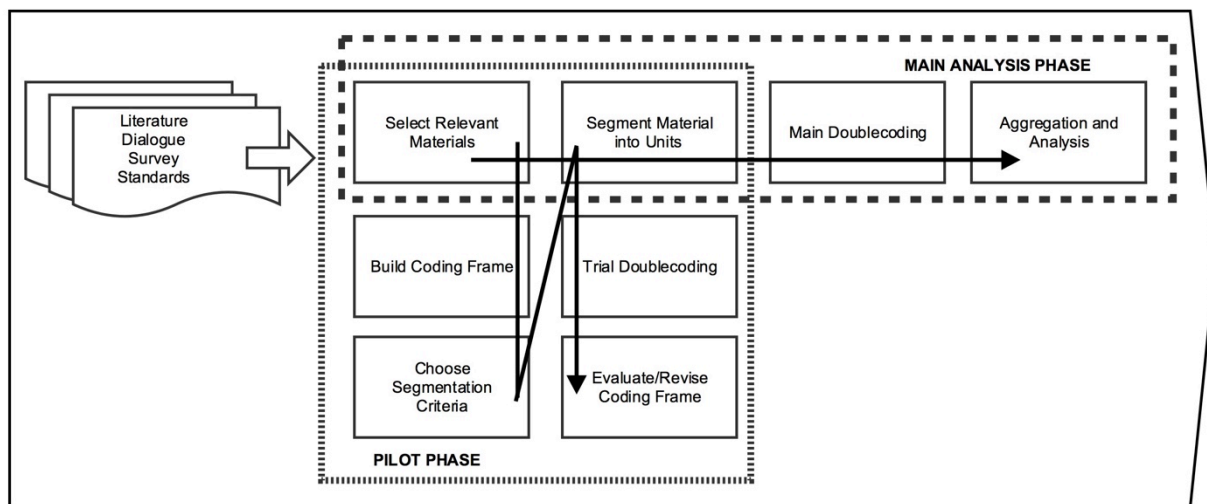 MAIN ANALYSIS PHASE
Literature
Dialogue
Survey
Standards
Select Relevant
Materials
Segment Material
into Units
Main Doublecoding
Aggregation and
Analysis
Build Coding Frame
Trial Doublecoding
Choose
Segmentation
Criteria
Evaluate/Revise
Coding Frame
PILOT PHASE